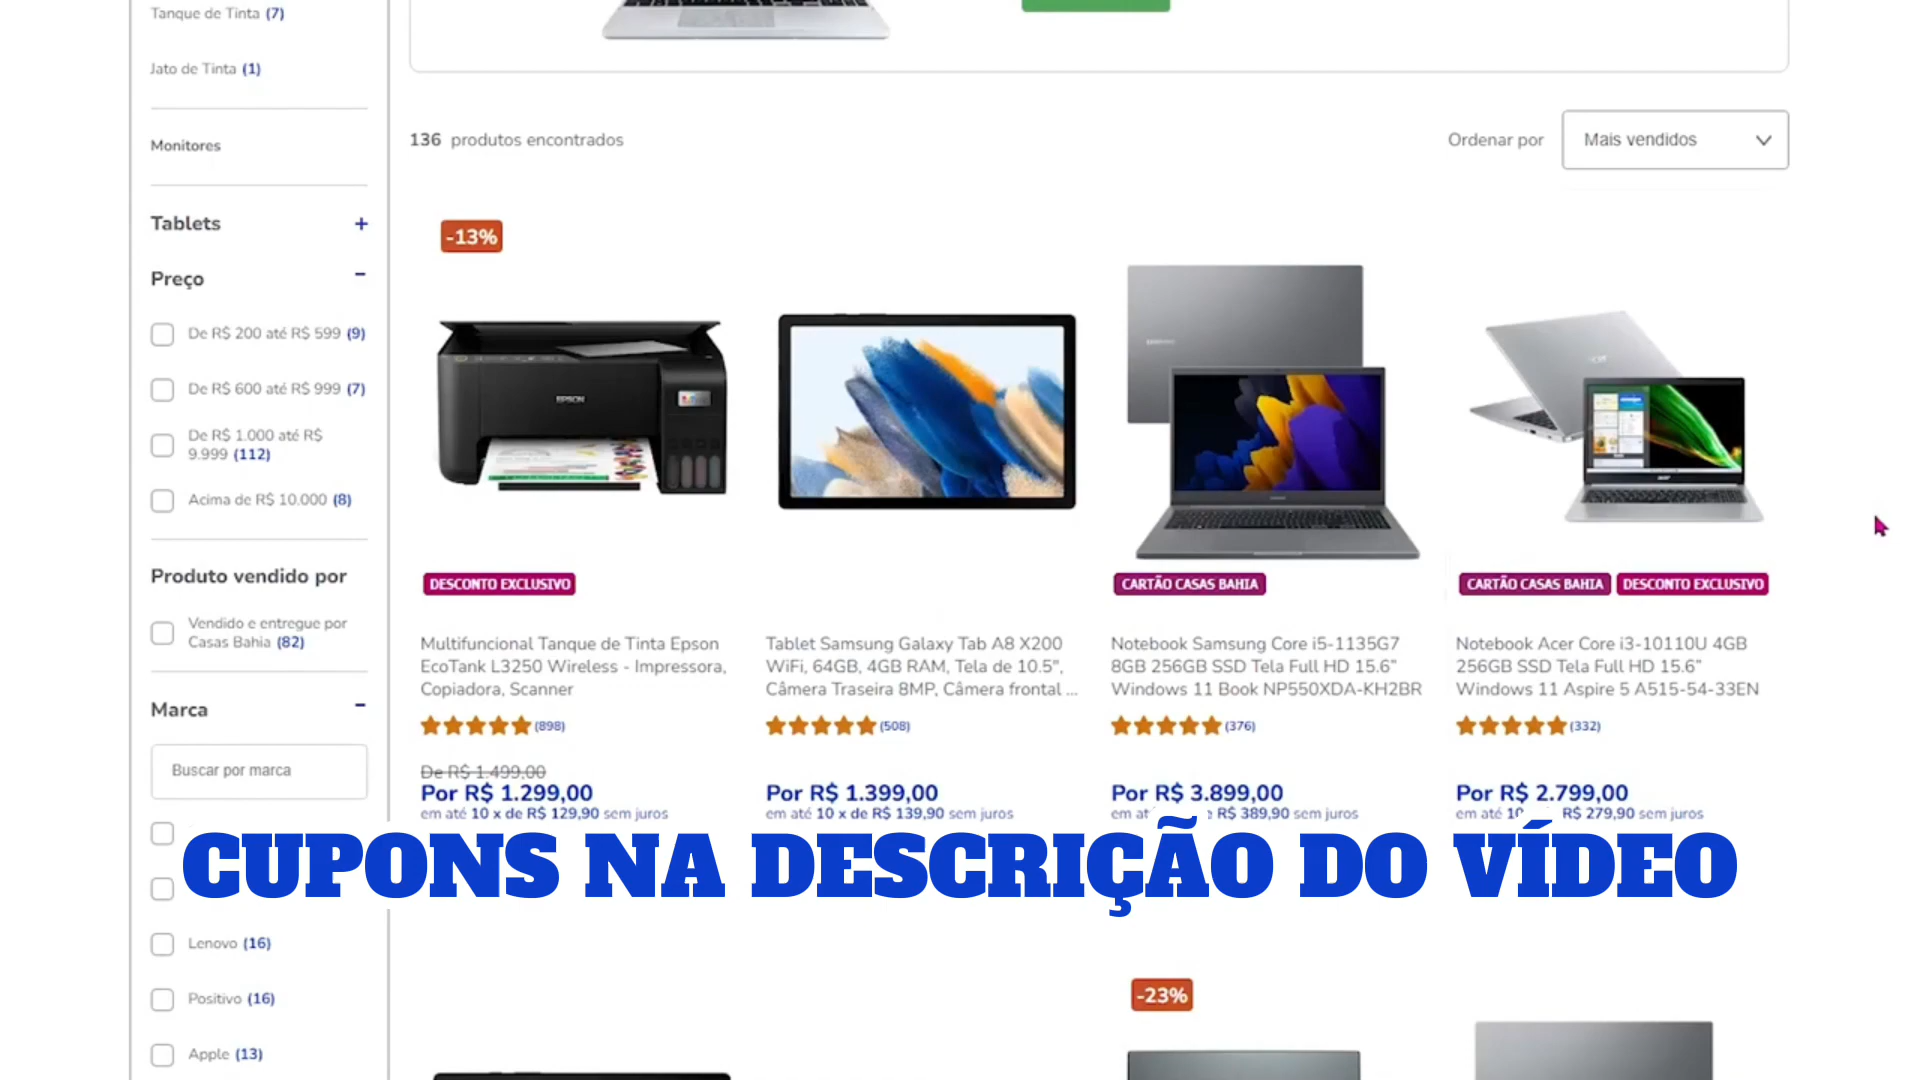 Tanque de Tinta (7)
Jato de Tinta (1)
Monitores
Tablets +
Preço -
De R$ 200 até R$ 599 (9)
De R$ 600 até R$ 999 (7)
De R$ 1.000 até R$
9.999 (112)
Acima de R$ 10.000 (8)
Produto vendido por
Vendido e entregue por
Casas Bahia (82)
Marca -
Buscar por marca
Lenovo (16)
Positivo (16)
Apple (13)
136 produtos encontrados
Ordenar por
Mais vendidos
-13%
EPSON
DESCONTO EXCLUSIVO
Multifuncional Tanque de Tinta Epson
EcoTank L3250 Wireless - Impressora,
Copiadora, Scanner
(898)
De R$ 1.499,00
Por R$ 1.299,00
em até 10 x de R$ 129,90 sem juros
Tablet Samsung Galaxy Tab A8 X200
WiFi, 64GB, 4GB RAM, Tela de 10.5",
Câmera Traseira 8MP, Câmera frontal ...
(508)
Por R$ 1.399,00
em até 10 x de R$ 139,90 sem juros
CARTÃO CASAS BAHIA
Notebook Samsung Core i5-1135G7
8GB 256GB SSD Tela Full HD 15.6"
Windows 11 Book NP550XDA-KH2BR
(376)
Por R$ 3.899,00
em R$ 389,90 sem juros
acer
CARTÃO CASAS BAHIA DESCONTO EXCLUSIVO
Notebook Acer Core i3-10110U 4GB
256GB SSD Tela Full HD 15.6"
Windows 11 Aspire 5 A515-54-33EN
(332)
Por R$ 2.799,00
em até R$ 279,90 sem juros
CUPONS NA DESCRIÇÃO DO VÍDEO
-23%